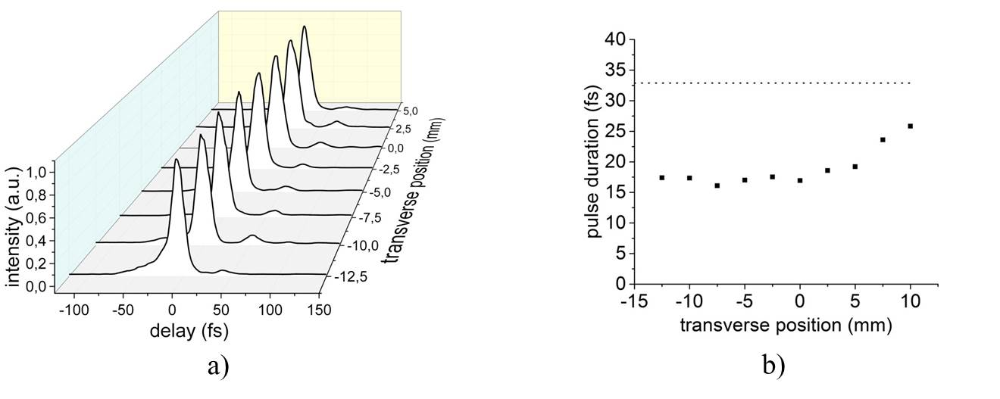 1,0
0,8
0,6
0,4
0,2
0,0
intensity (a.u.)
-100 -50 0 50 100 150
delay (fs)
5,0
2,5
0,0
-2,5
-5,0
-7,5
-10,0
-12,5
transverse position (mm)
a)
40
35
30
25
20
15
10
5
0
pulse duration (fs)
-15 -10 -5 0 5 10
transverse position (mm)
b)